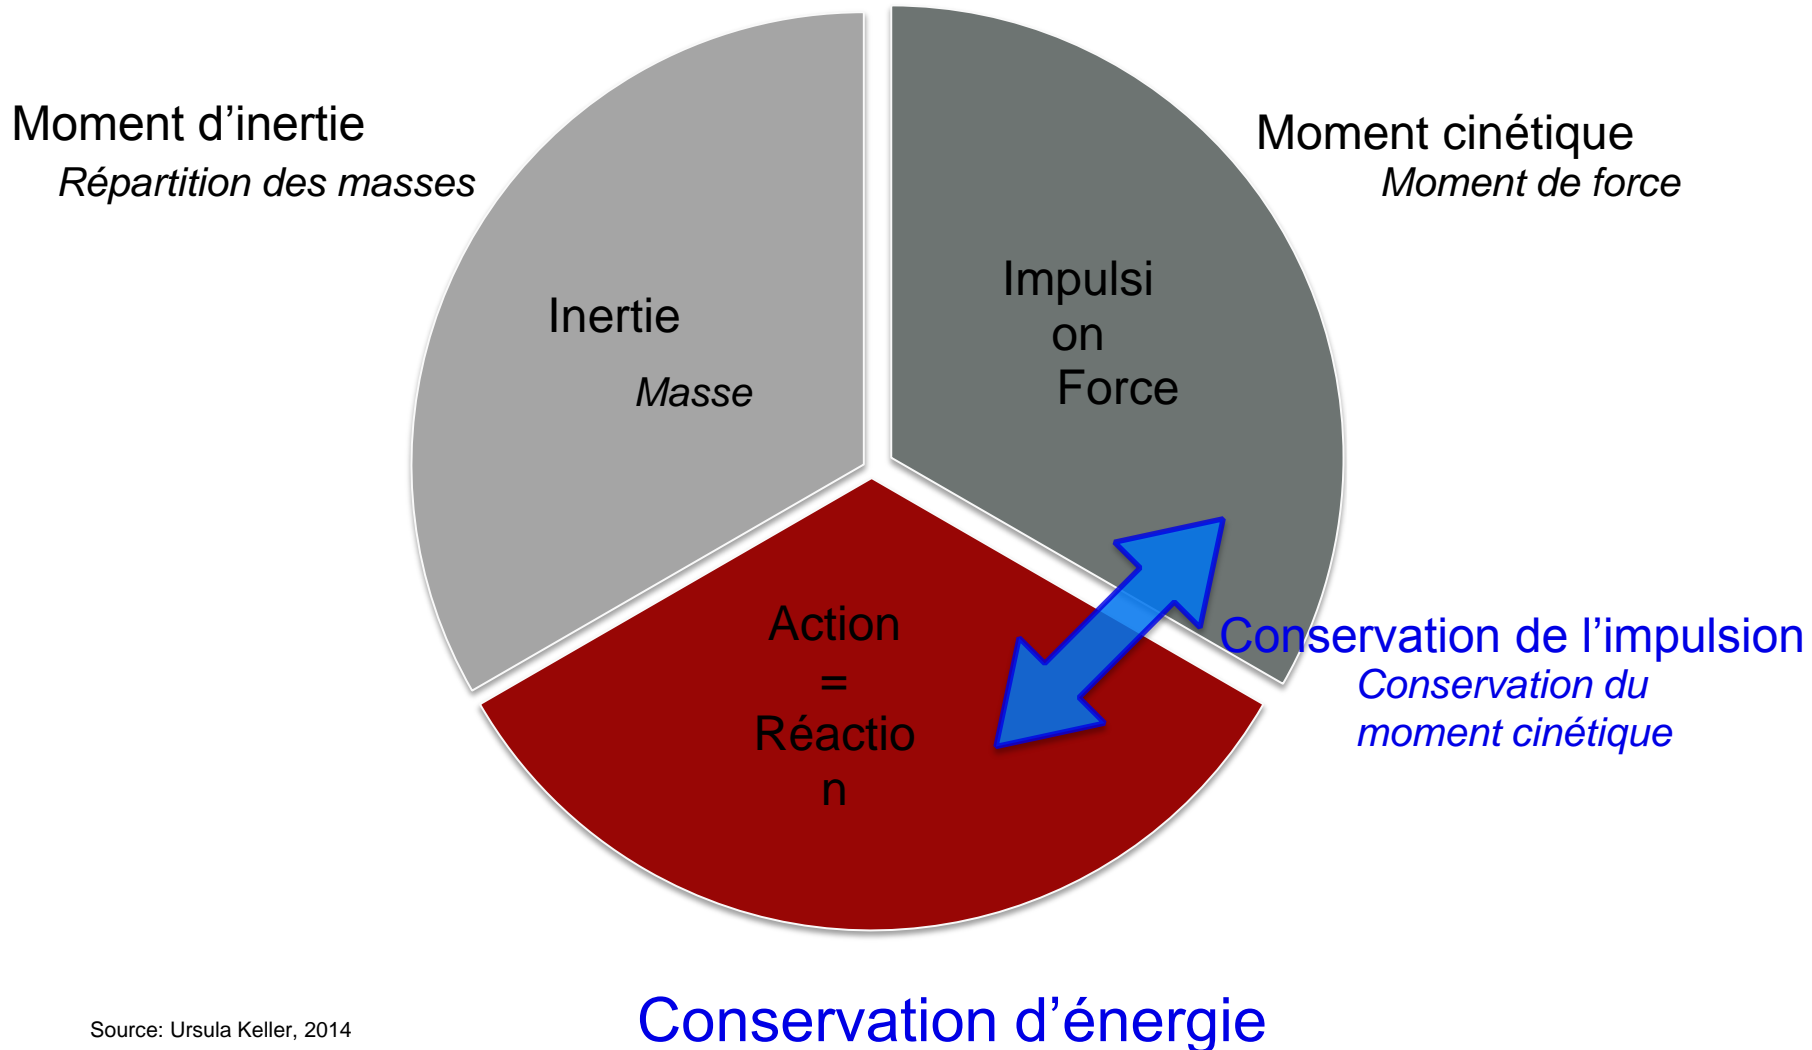 Moment d’inertie
Répartition des masses
Moment cinétique
Moment de force
Inertie
Masse
Impulsi
on
Force
Action
=
Réactio
n
Conservation de l’impulsion
Conservation du
moment cinétique
Conservation d’énergie
Source: Ursula Keller, 2014